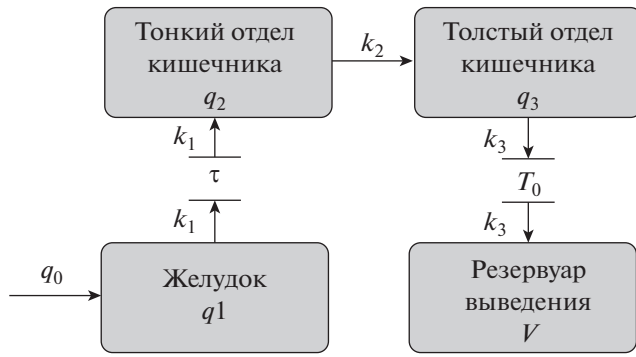 Тонкий отдел
кишечника
q2
k2
Толстый отдел
кишечника
q3
k1
τ
k1
k3
T0
k3
q0
Желудок
q1
Резервуар
выведения
V